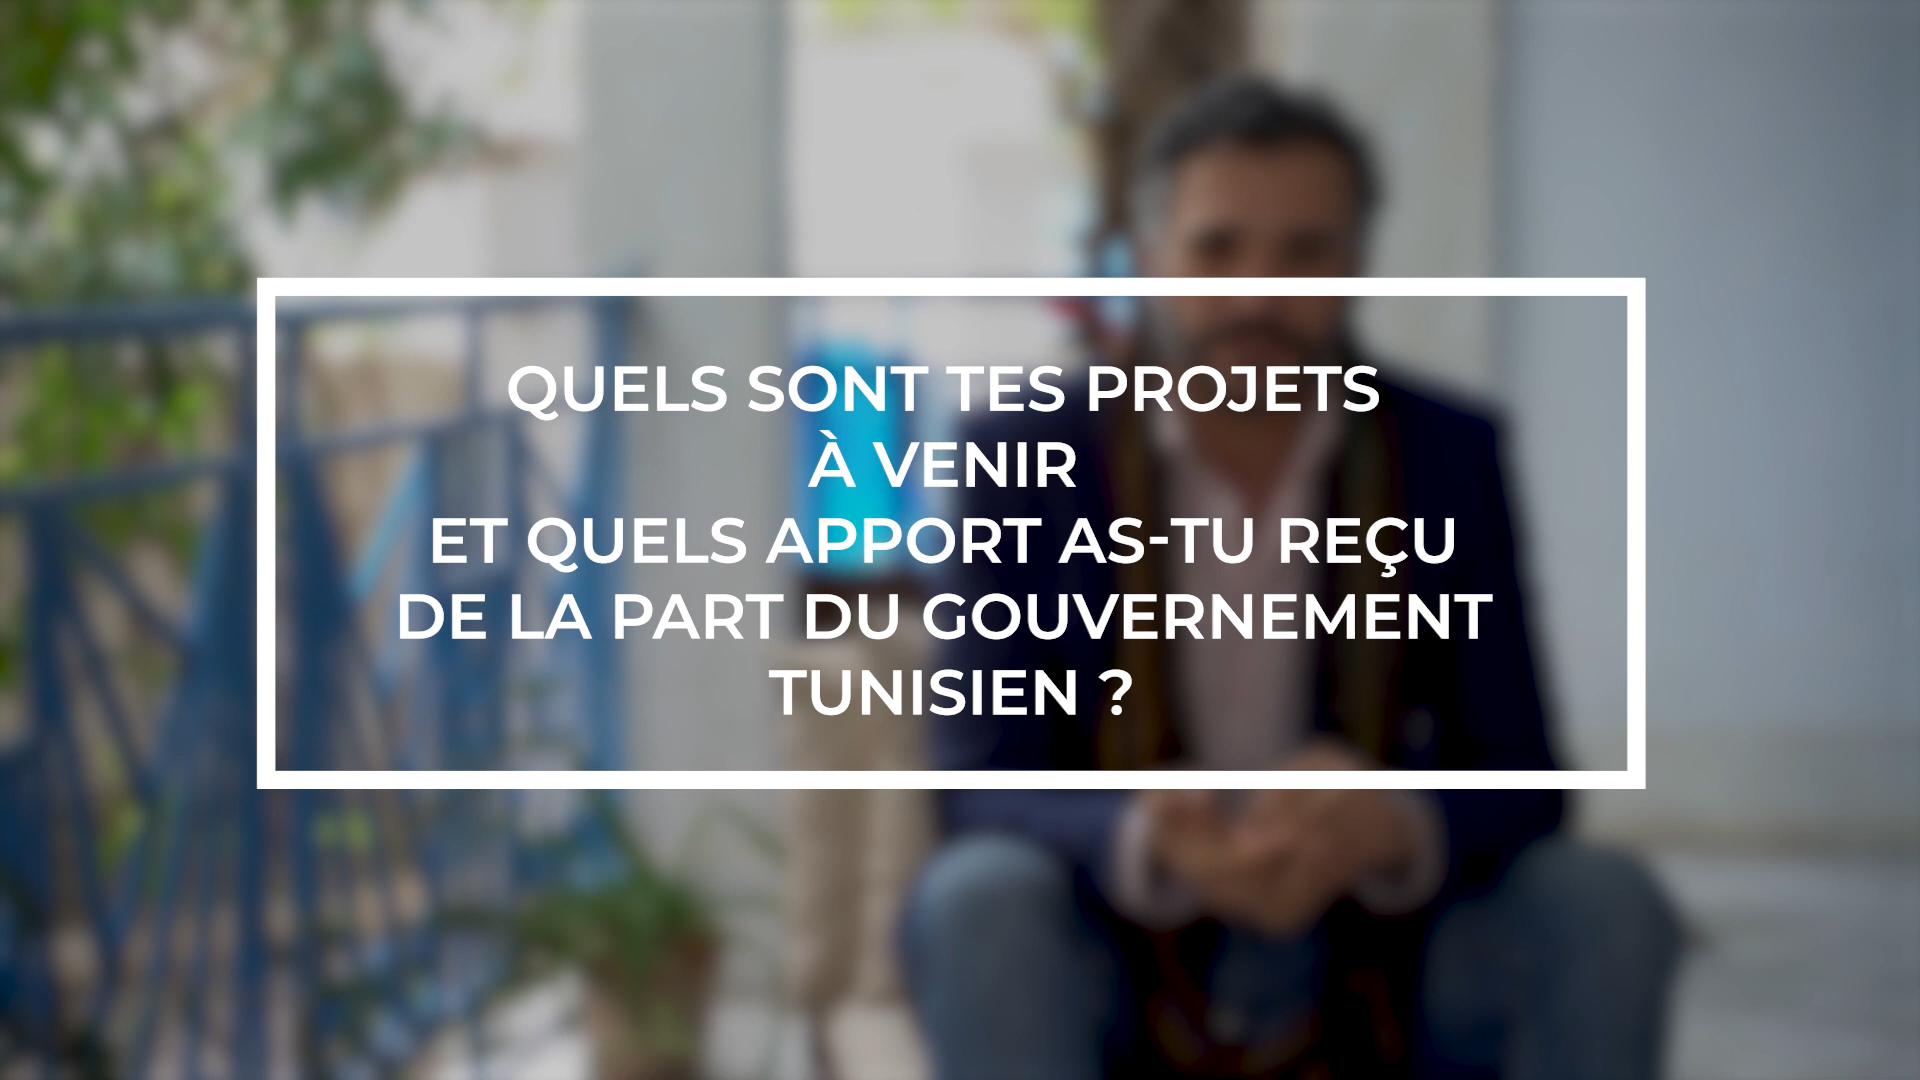 QUELS SONT TES PROJETS
À VENIR
ET QUELS APPORT AS-TU REÇU
DE LA PART DU GOUVERNEMENT
TUNISIEN ?